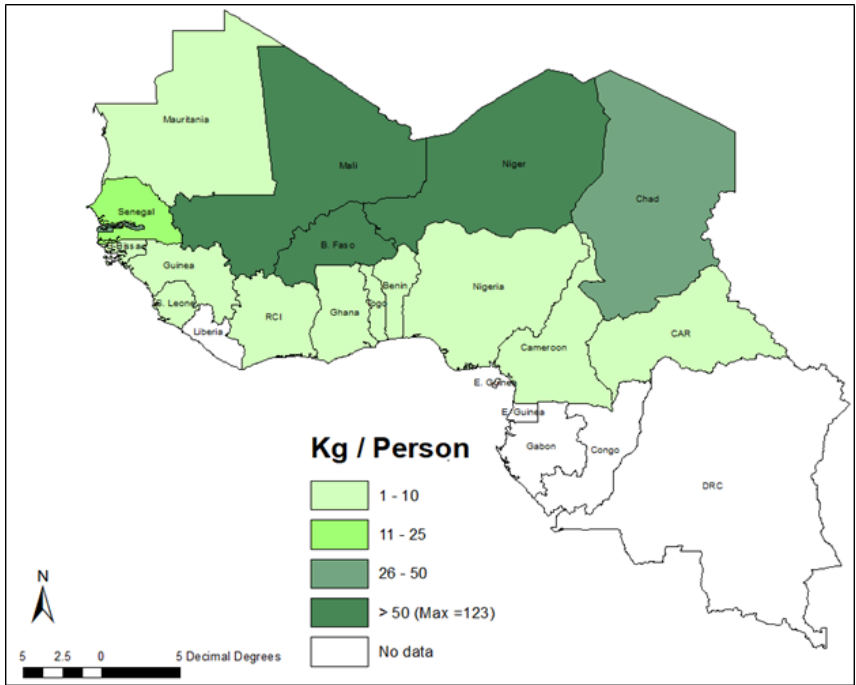 Mauritania
Mali
Niger
Chad
Senegal
B. Faso
Guinea
Benin
Nigeria
S. Leone
RCI
Ghana
Togo
Liberia
Cameroon
CAR
E. Guinea
E. Guinea
Gabon
Congo
DRC
Kg / Person
1 - 10
11 - 25
26 - 50
> 50 (Max =123)
No data
N
5 2.5 0 5 Decimal Degrees